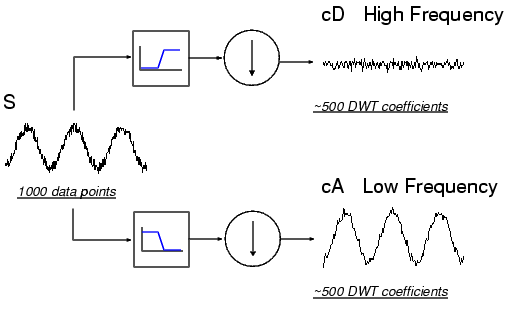 cD High Frequency
S
~500 DWT coefficients
1000 data points
cA Low Frequency
~500 DWT coefficients